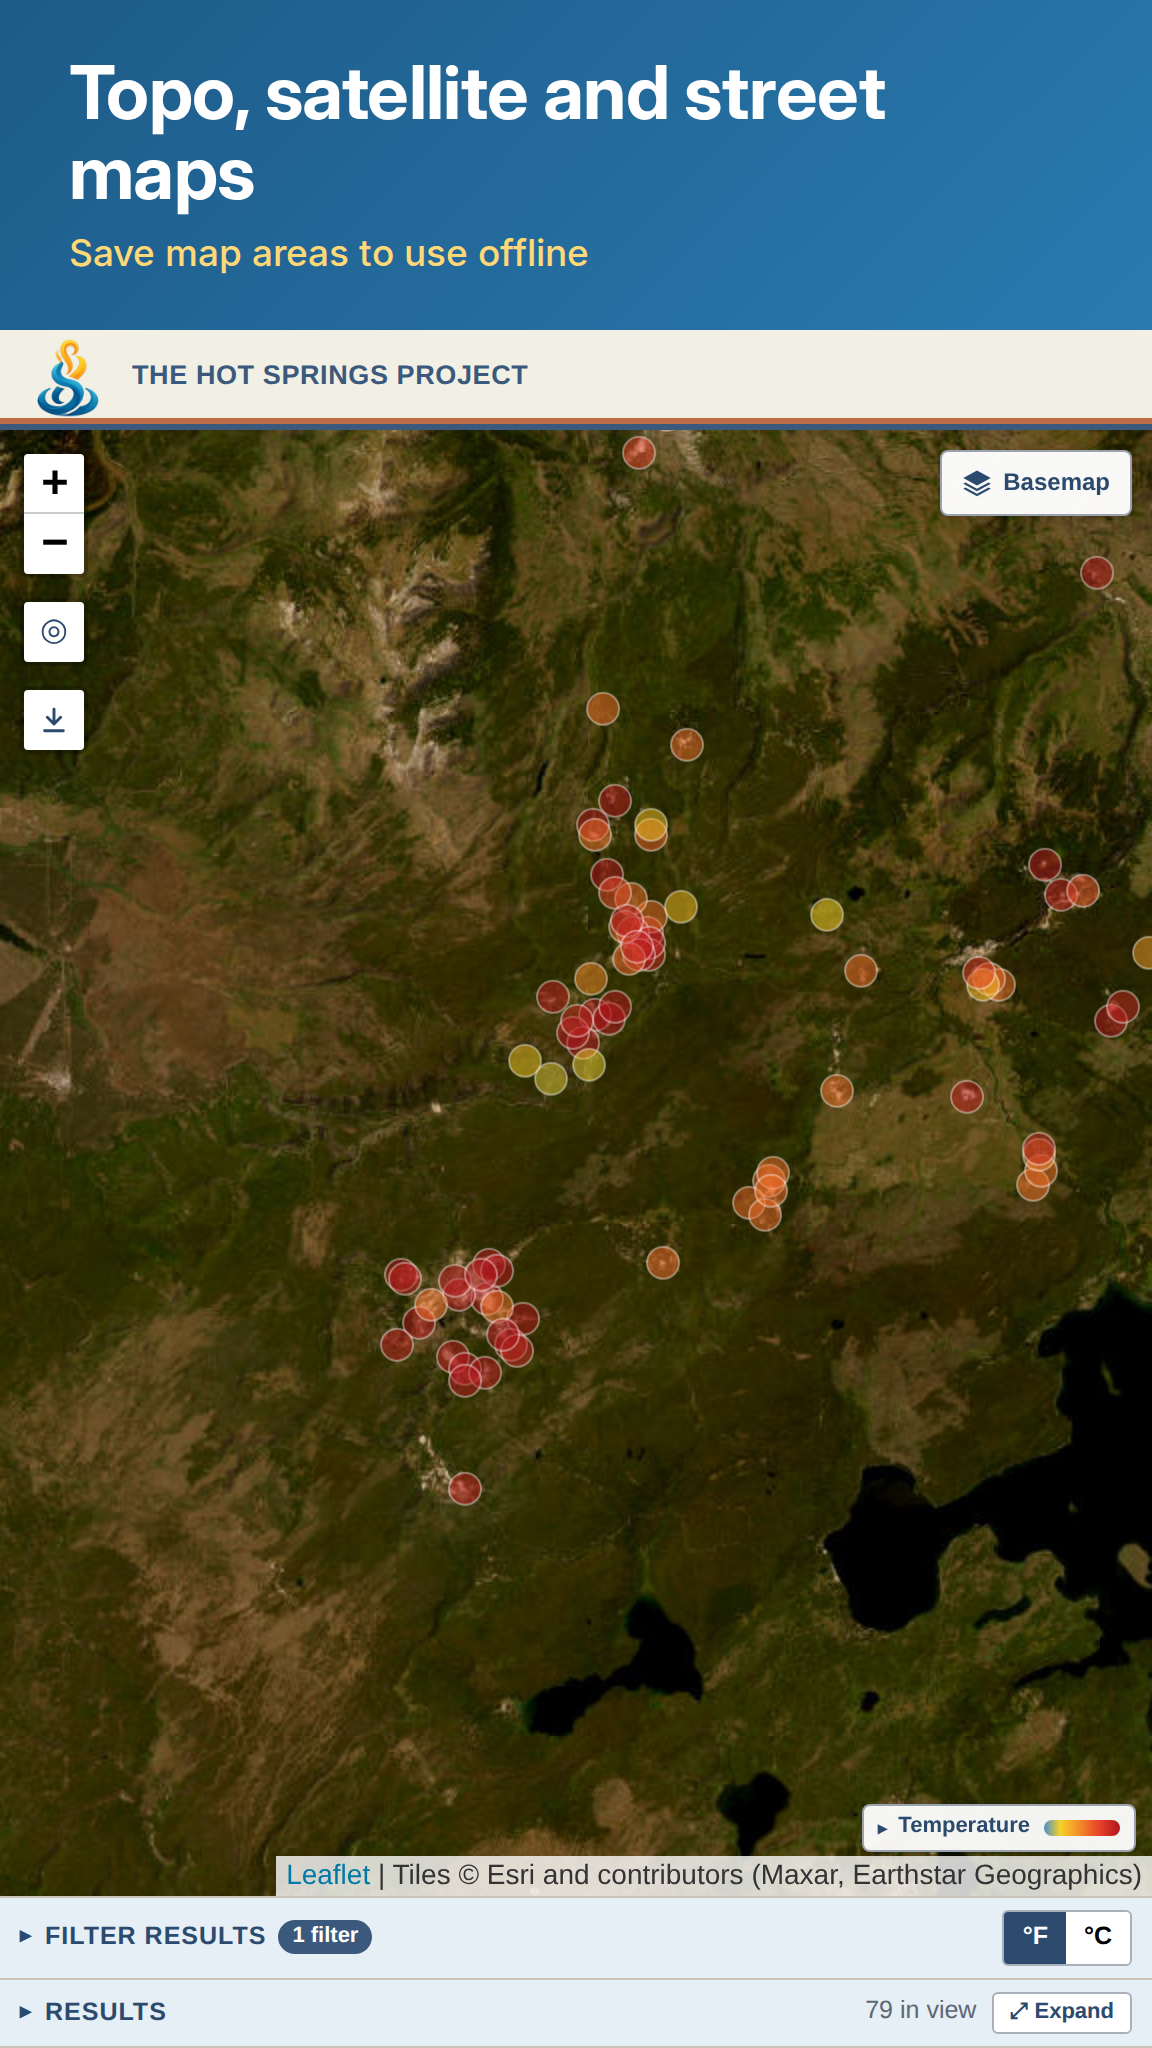 Topo, satellite and street
maps
Save map areas to use offline
THE HOT SPRINGS PROJECT
+
−
Basemap
Temperature
Leaflet | Tiles © Esri and contributors (Maxar, Earthstar Geographics)
FILTER RESULTS 1 filter °F °C
RESULTS 79 in view Expand